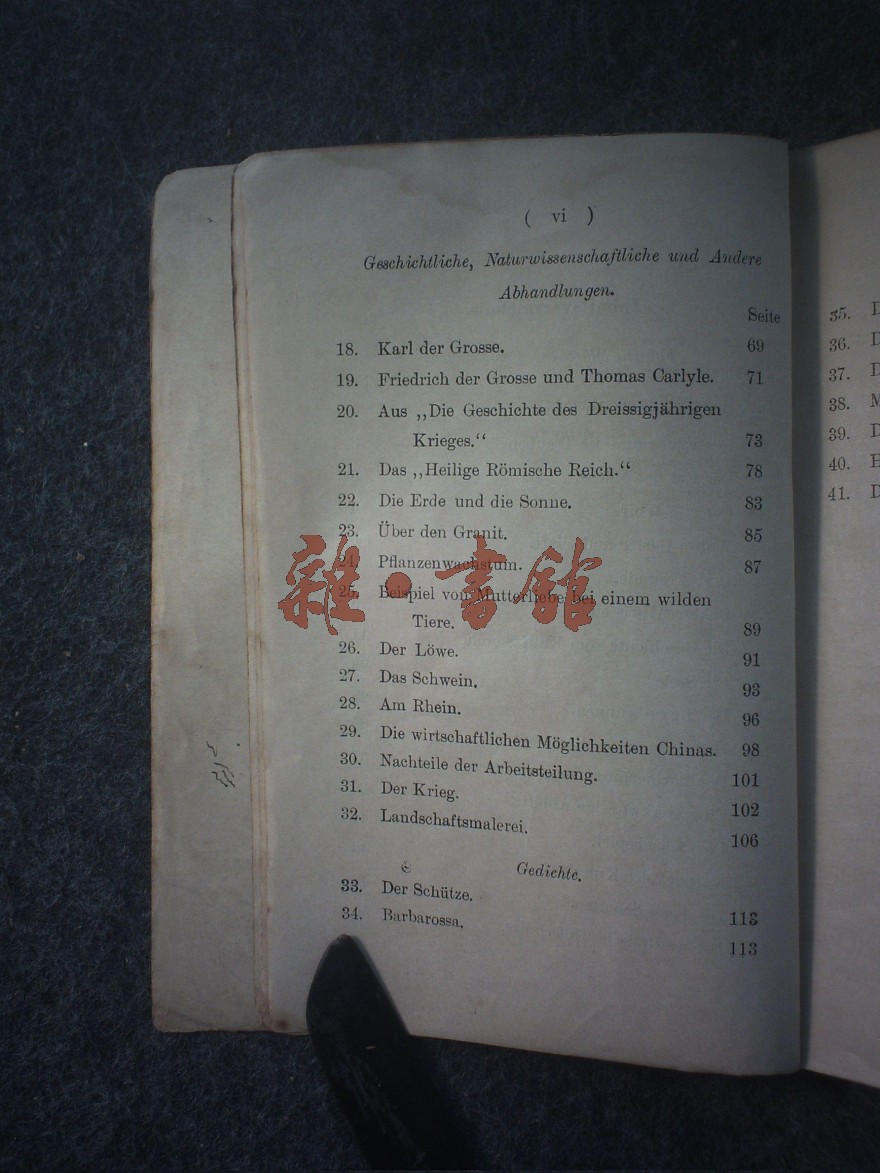 ( vi )
Geschichtliche, Naturwissenschaftliche und Andere
Abhandlungen.
Seite
18. Karl der Grosse. 69
19. Friedrich der Grosse und Thomas Carlyle. 71
20. Aus ,,Die Geschichte des Dreissigjährigen
Krieges.“ 73
21. Das ,,Heilige Römische Reich.“ 78
22. Die Erde und die Sonne. 83
23. Über den Granit. 85
24. Pflanzenwachstum. 87
25. Beispiel von Mutterliebe bei einem wilden
Tiere. 89
26. Der Löwe. 91
27. Das Schwein. 93
28. Am Rhein. 96
29. Die wirtschaftlichen Möglichkeiten Chinas. 98
30. Nachteile der Arbeitsteilung. 101
31. Der Krieg. 102
32. Landschaftsmalerei. 106
Gedichte.
33. Der Schütze. 113
34. Barbarossa. 113
雜·書館
35. D
36. D
37. D
38. M
39. D
40. H
41. D